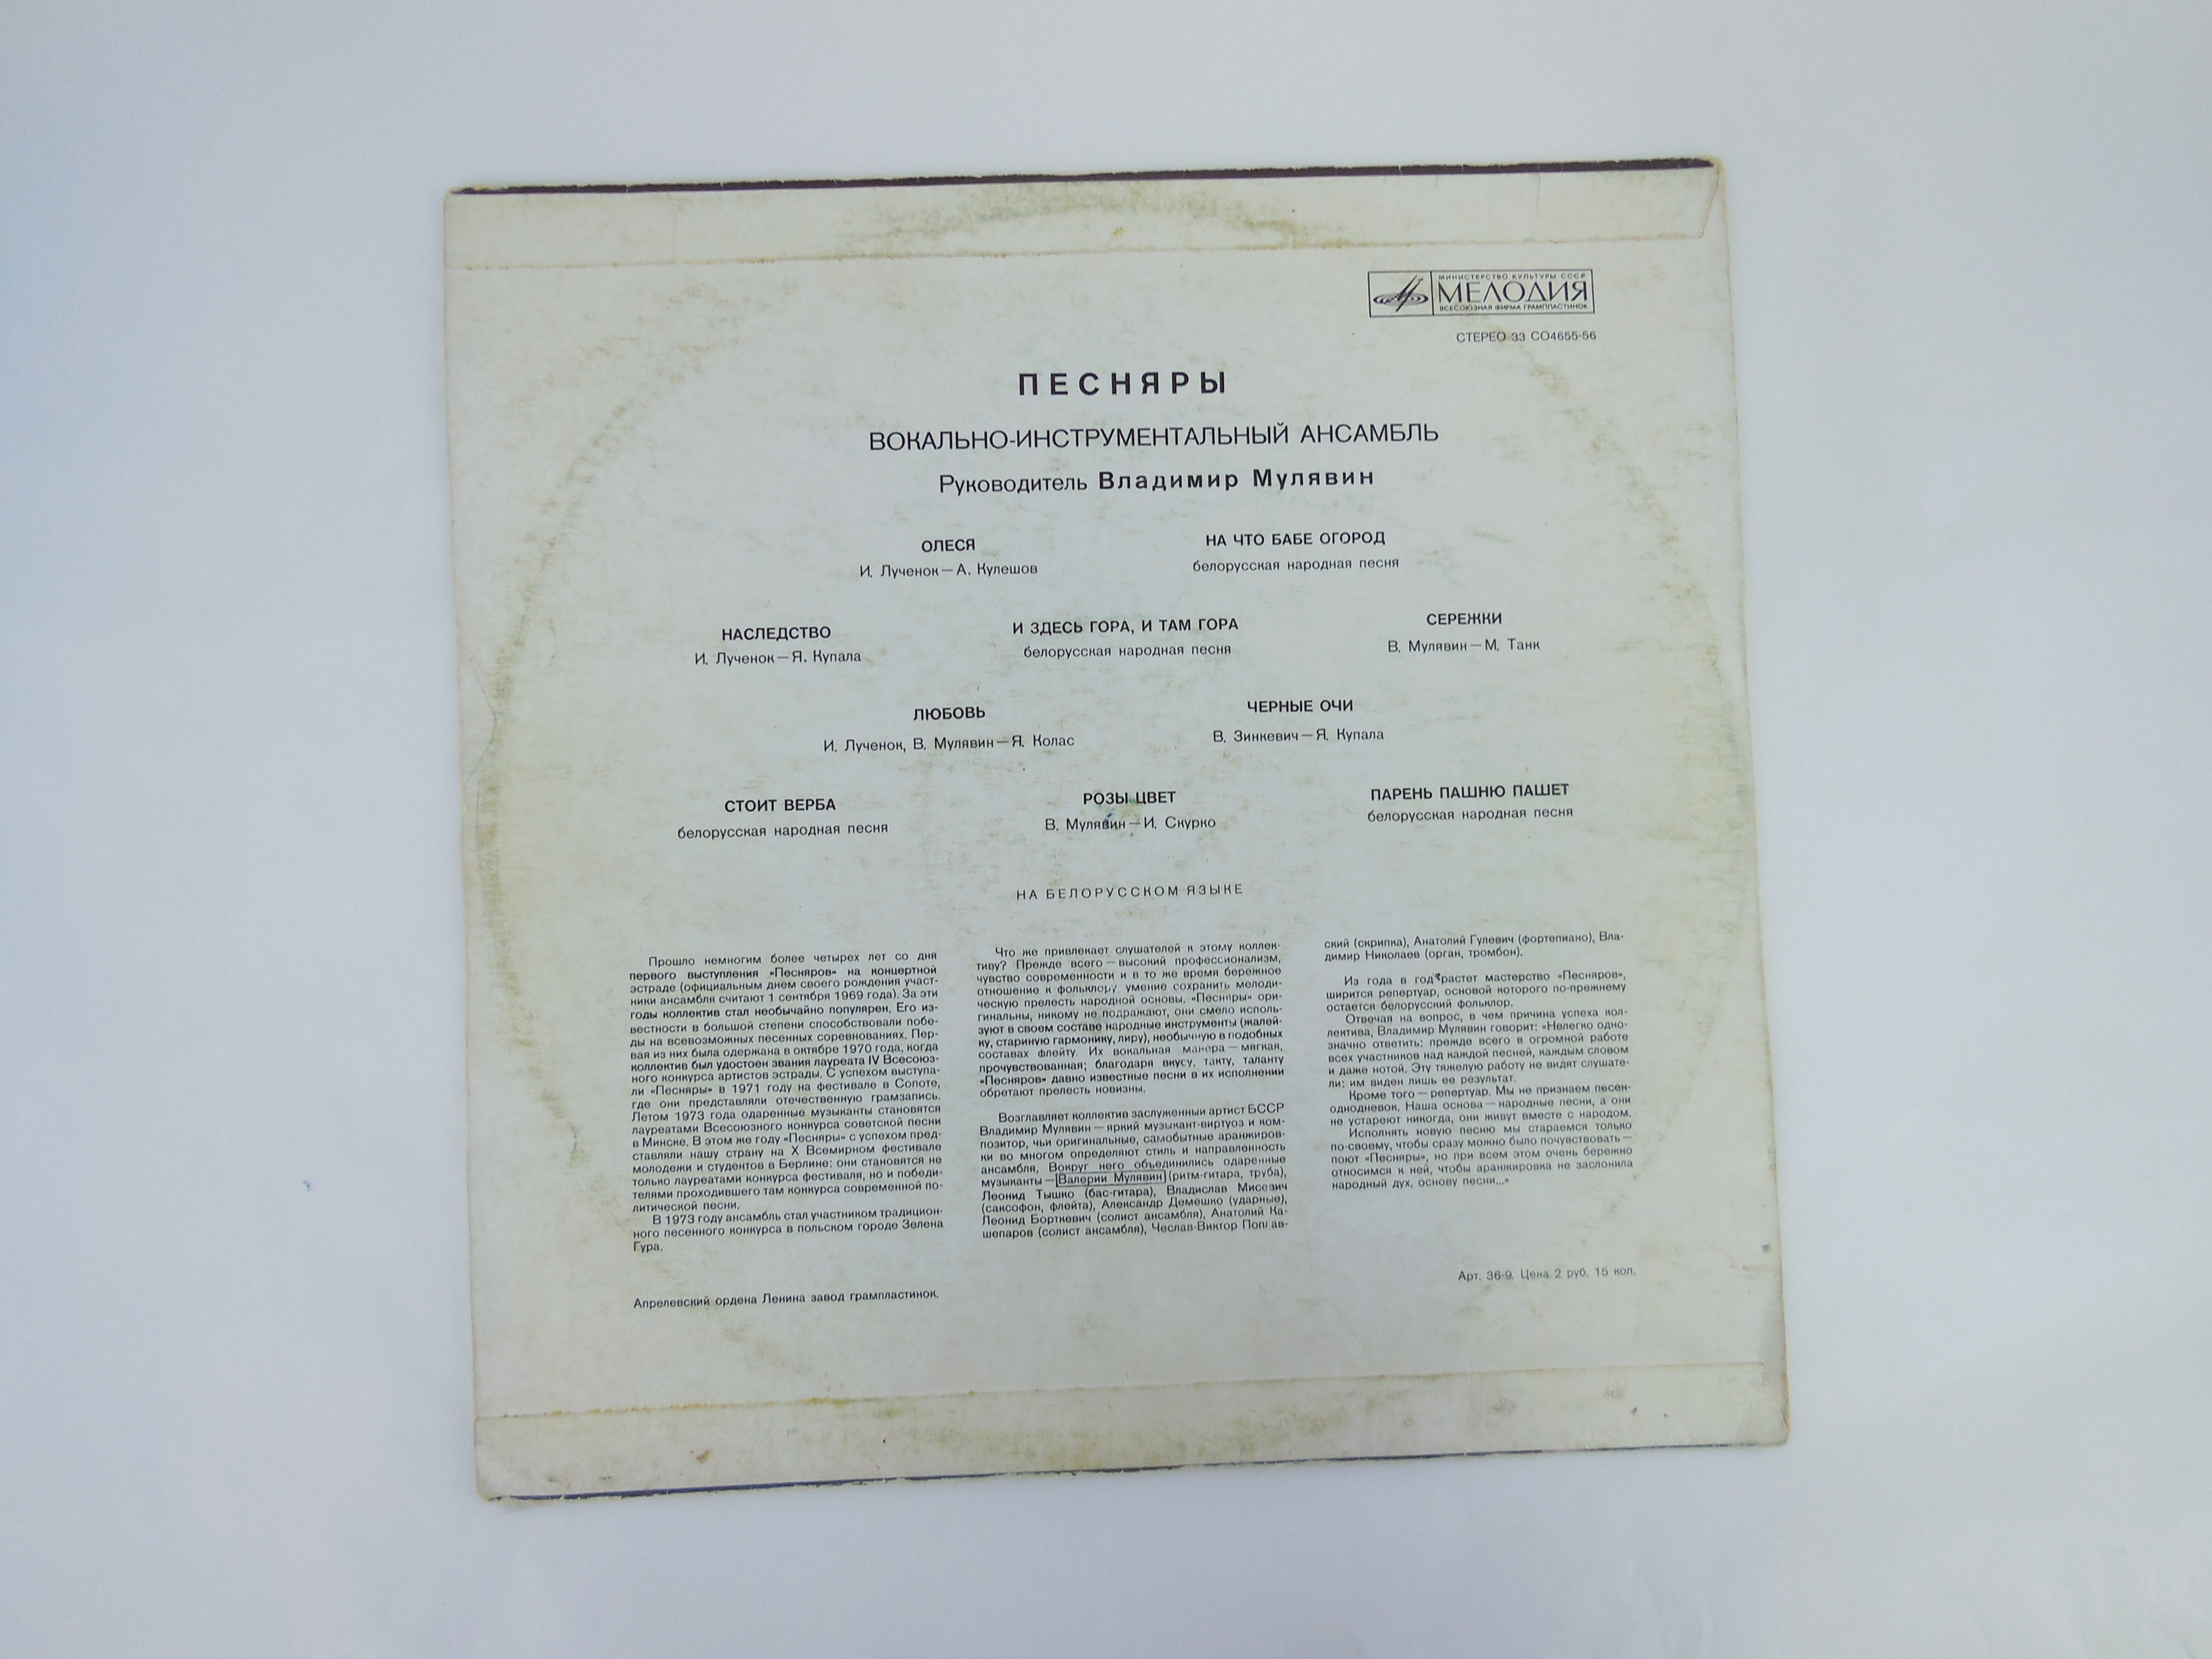 МИНИСТЕРСТВО КУЛЬТУРЫ СССР
МЕЛОДИЯ
ВСЕСОЮЗНАЯ ФИРМА ГРАМПЛАСТИНОК
СТЕРЕО 33 СО4655-56
ПЕСНЯРЫ
ВОКАЛЬНО-ИНСТРУМЕНТАЛЬНЫЙ АНСАМБЛЬ
Руководитель Владимир Мулявин
ОЛЕСЯ
И. Лученок — А. Кулешов
НА ЧТО БАБЕ ОГОРОД
белорусская народная песня
НАСЛЕДСТВО
И. Лученок — Я. Купала
И ЗДЕСЬ ГОРА, И ТАМ ГОРА
белорусская народная песня
СЕРЕЖКИ
В. Мулявин — М. Танк
ЛЮБОВЬ
И. Лученок, В. Мулявин — Я. Колас
ЧЕРНЫЕ ОЧИ
В. Зинкевич — Я. Купала
СТОИТ ВЕРБА
белорусская народная песня
РОЗЫ ЦВЕТ
В. Мулявин — И. Скурко
ПАРЕНЬ ПАШНЮ ПАШЕТ
белорусская народная песня
НА БЕЛОРУССКОМ ЯЗЫКЕ
Прошло немногим более четырех лет со дня
первого выступления «Песняров» на концертной
эстраде (официальным днем своего рождения участ-
ники ансамбля считают 1 сентября 1969 года). За эти
годы коллектив стал необычайно популярен. Его из-
вестности в большой степени способствовали побе-
ды на всевозможных песенных соревнованиях. Пер-
вая из них была одержана в октябре 1970 года, когда
коллектив был удостоен звания лауреата IV Всесоюз-
ного конкурса артистов эстрады. С успехом выступа-
ли «Песняры» в 1971 году на фестивале в Сопоте,
где они представляли отечественную грамзапись.
Летом 1973 года одаренные музыканты становятся
лауреатами Всесоюзного конкурса советской песни
в Минске. В этом же году «Песняры» с успехом пред-
ставляли нашу страну на X Всемирном фестивале
молодежи и студентов в Берлине: они становятся не
только лауреатами конкурса фестиваля, но и победи-
телями проходившего там конкурса современной по-
литической песни.
В 1973 году ансамбль стал участником традицион-
ного песенного конкурса в польском городе Зелена
Гура.
Что же привлекает слушателей к этому коллек-
тиву? Прежде всего — высокий профессионализм,
чувство современности и в то же время бережное
отношение к фольклору, умение сохранить мелоди-
ческую прелесть народной основы. «Песняры» ори-
гинальны, никому не подражают, они смело исполь-
зуют в своем составе народные инструменты (жалей-
ку, старинную гармонику, лиру), необычную в подобных
составах флейту. Их вокальная манера — мягкая,
прочувствованная; благодаря вкусу, такту, таланту
«Песняров» давно известные песни в их исполнении
обретают прелесть новизны.
Возглавляет коллектив заслуженный артист БССР
Владимир Мулявин — яркий музыкант-виртуоз и ком-
позитор, чьи оригинальные, самобытные аранжиров-
ки во многом определяют стиль и направленность
ансамбля. Вокруг него объединились одаренные
музыканты — Валерий Мулявин (ритм-гитара, труба),
Леонид Тышко (бас-гитара), Владислав Мисевич
(саксофон, флейта), Александр Демешко (ударные),
Леонид Борткевич (солист ансамбля), Анатолий Ка-
шепаров (солист ансамбля), Чеслав-Виктор Поплав-
ский (скрипка), Анатолий Гулевич (фортепиано), Вла-
димир Николаев (орган, тромбон).
Из года в год растет мастерство «Песняров»,
ширится репертуар, основой которого по-прежнему
остается белорусский фольклор.
Отвечая на вопрос, в чем причина успеха кол-
лектива, Владимир Мулявин говорит: «Нелегко одно-
значно ответить: прежде всего в огромной работе
всех участников над каждой песней, каждым словом
и даже нотой. Эту тяжелую работу не видят слушате-
ли: им виден лишь ее результат.
Кроме того — репертуар. Мы не признаем песен-
однодневок. Наша основа — народные песни, а они
не устареют никогда, они живут вместе с народом.
Исполнять новую песню мы стараемся только
по-своему, чтобы сразу можно было почувствовать —
поют «Песняры», но при всем этом очень бережно
относимся к ней, чтобы аранжировка не заслонила
народный дух, основу песни...»
Арт. 36-9. Цена 2 руб. 15 коп.
Апрелевский ордена Ленина завод грампластинок.